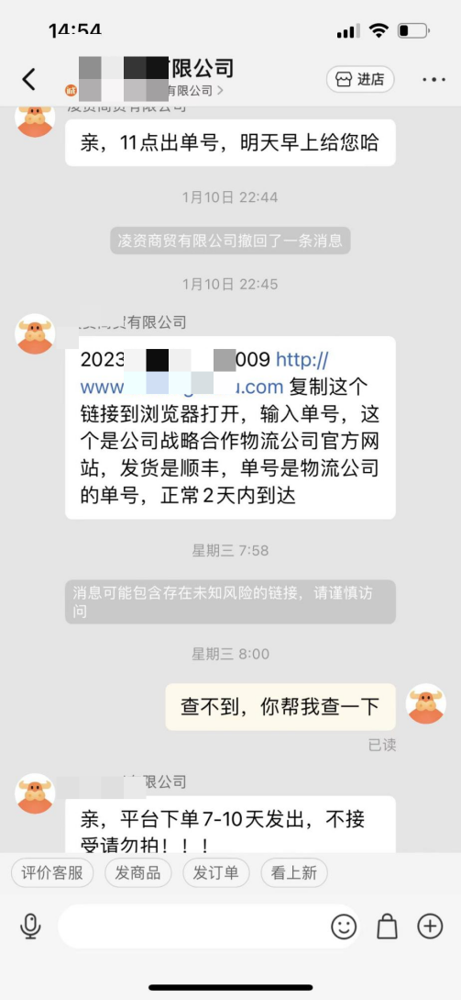 14:54
限公司
有限公司 >
进店
凌资商贸有限公司
亲，11点出单号，明天早上给您哈
1月10日 22:44
凌资商贸有限公司撤回了一条消息
1月10日 22:45
有限公司
2023 009 http://
www u.com 复制这个
链接到浏览器打开，输入单号，这
个是公司战略合作物流公司官方网
站，发货是顺丰，单号是物流公司
的单号，正常2天内到达
星期三 7:58
消息可能包含存在未知风险的链接，请谨慎访
问
星期三 8:00
查不到，你帮我查一下
已读
限公司
亲，平台下单7-10天发出，不接
受请勿拍！！！
评价客服
发商品
发订单
看上新